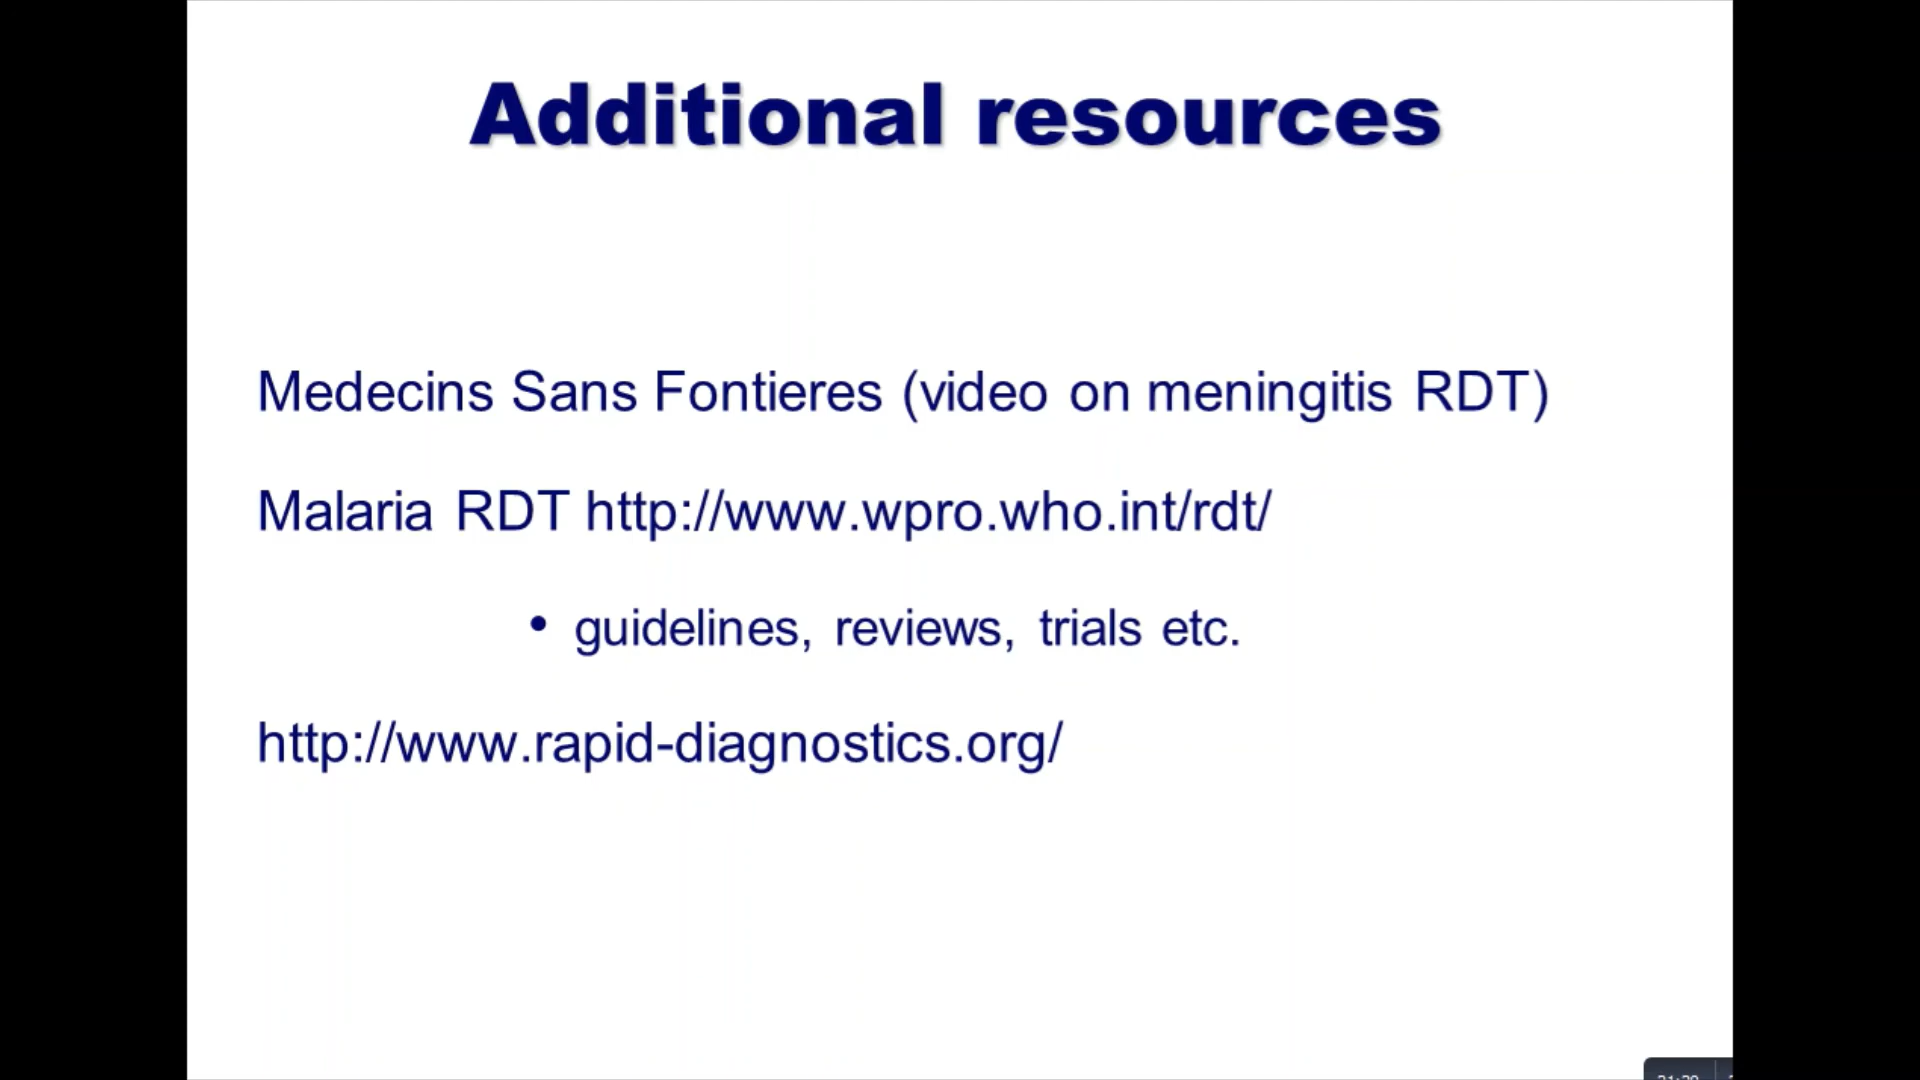 Additional resources
Medecins Sans Fontieres (video on meningitis RDT)
Malaria RDT http://www.wpro.who.int/rdt/
• guidelines, reviews, trials etc.
http://www.rapid-diagnostics.org/